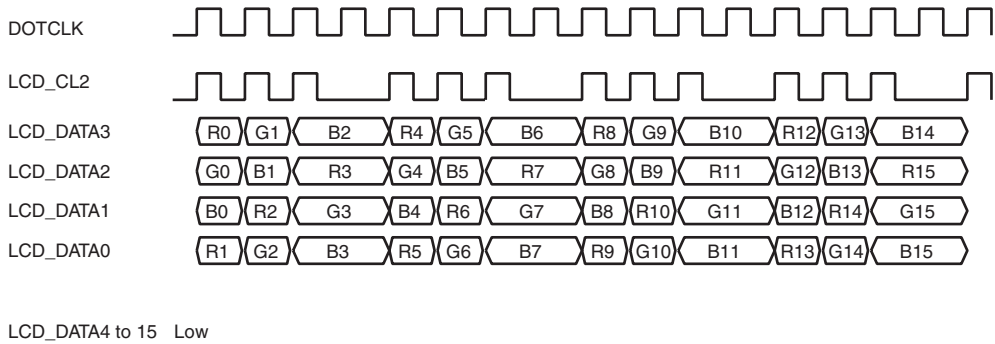 DOTCLK
LCD_CL2
LCD_DATA3 R0 G1 B2 R4 G5 B6 R8 G9 B10 R12 G13 B14
LCD_DATA2 G0 B1 R3 G4 B5 R7 G8 B9 R11 G12 B13 R15
LCD_DATA1 B0 R2 G3 B4 R6 G7 B8 R10 G11 B12 R14 G15
LCD_DATA0 R1 G2 B3 R5 G6 B7 R9 G10 B11 R13 G14 B15
LCD_DATA4 to 15 Low